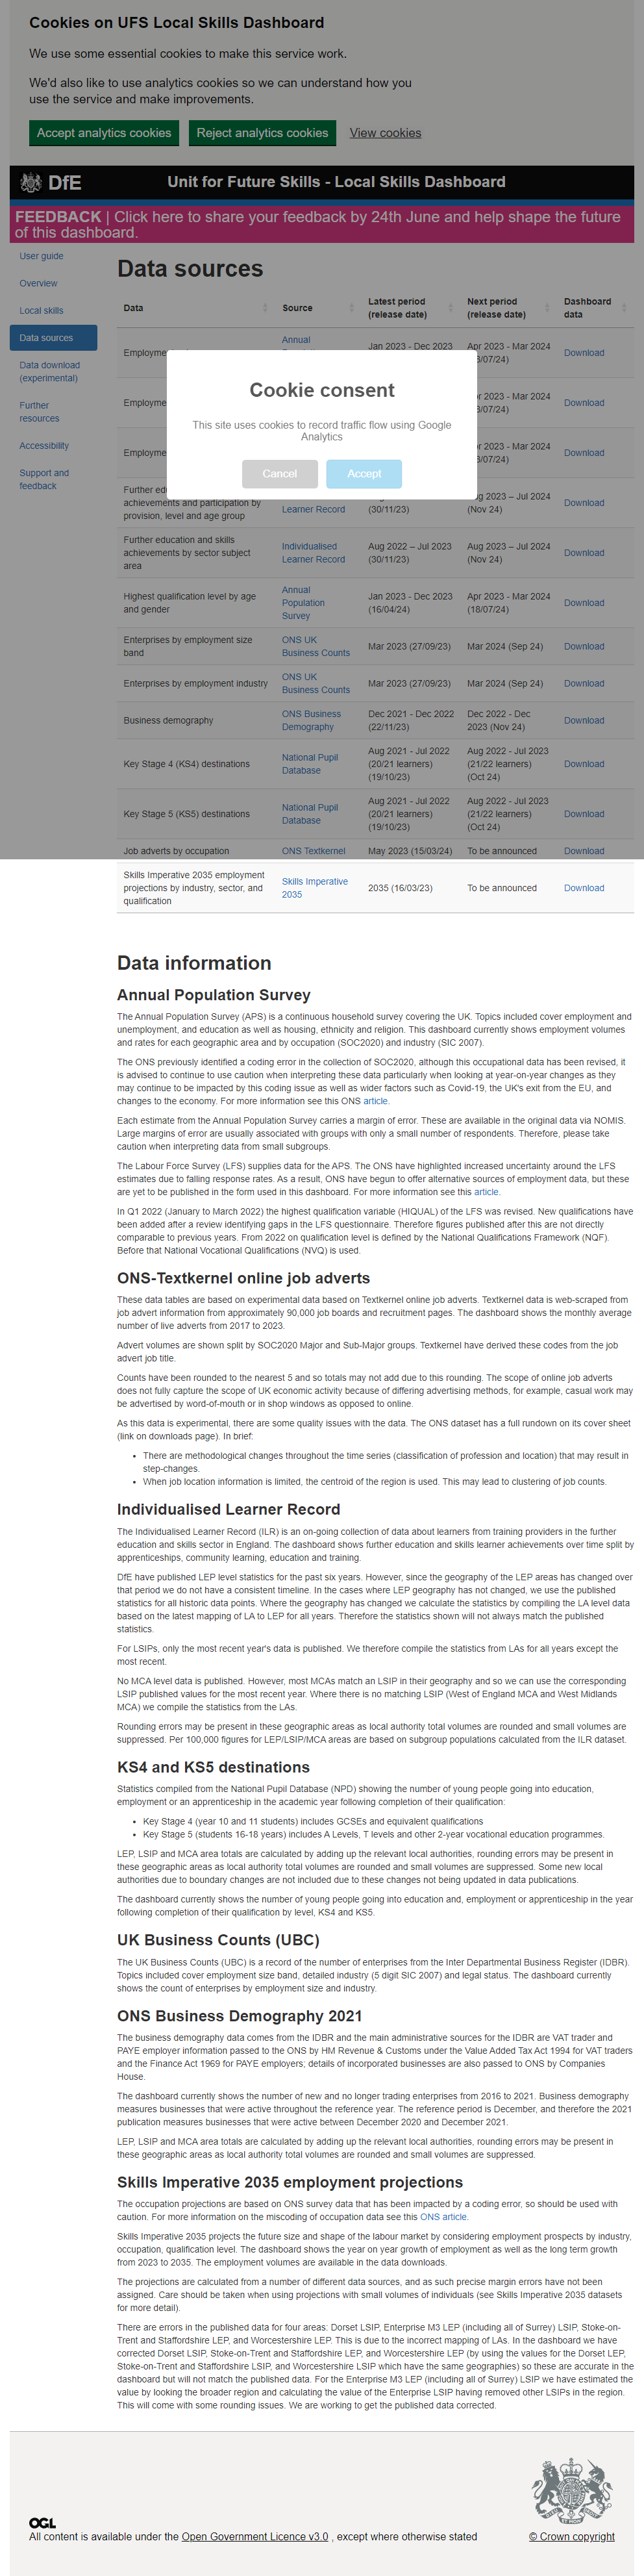 Cookies on UFS Local Skills Dashboard
We use some essential cookies to make this service work.
We'd also like to use analytics cookies so we can understand how you
use the service and make improvements.
Accept analytics cookies Reject analytics cookies View cookies
DfE Unit for Future Skills - Local Skills Dashboard
FEEDBACK | Click here to share your feedback by 24th June and help shape the future
of this dashboard.
User guide
Overview
Local skills
Data sources
Data download
(experimental)
Further
resources
Accessibility
Support and
feedback
Data sources
Data Source Latest period
(release date) Next period
(release date) Dashboard
data
Employment Annual
Jan 2023 - Dec 2023 Apr 2023 - Mar 2024
Download
Employme
Apr 2023 - Mar 2024
Download
Employme
Apr 2023 - Mar 2024
Download
Cookie consent
This site uses cookies to record traffic flow using Google
Analytics
Cancel Accept
Further ed
achievements and participation by
provision, level and age group
Learner Record
(30/11/23)
Aug 2023 – Jul 2024
(Nov 24)
Download
Further education and skills
achievements by sector subject
area
Individualised
Learner Record
Aug 2022 – Jul 2023
(30/11/23)
Aug 2023 – Jul 2024
(Nov 24)
Download
Highest qualification level by age
and gender
Annual
Population
Survey
Jan 2023 - Dec 2023
(16/04/24)
Apr 2023 - Mar 2024
(18/07/24)
Download
Enterprises by employment size
band
ONS UK
Business Counts
Mar 2023 (27/09/23)
Mar 2024 (Sep 24)
Download
Enterprises by employment industry
ONS UK
Business Counts
Mar 2023 (27/09/23)
Mar 2024 (Sep 24)
Download
Business demography
ONS Business
Demography
Dec 2021 - Dec 2022
(22/11/23)
Dec 2022 - Dec
2023 (Nov 24)
Download
Key Stage 4 (KS4) destinations
National Pupil
Database
Aug 2021 - Jul 2022
(20/21 learners)
(19/10/23)
Aug 2022 - Jul 2023
(21/22 learners)
(Oct 24)
Download
Key Stage 5 (KS5) destinations
National Pupil
Database
Aug 2021 - Jul 2022
(20/21 learners)
(19/10/23)
Aug 2022 - Jul 2023
(21/22 learners)
(Oct 24)
Download
Job adverts by occupation ONS Textkernel May 2023 (15/03/24) To be announced Download
Skills Imperative 2035 employment
projections by industry, sector, and
qualification
Skills Imperative
2035
2035 (16/03/23)
To be announced
Download
Data information
Annual Population Survey
The Annual Population Survey (APS) is a continuous household survey covering the UK. Topics included cover employment and
unemployment, and education as well as housing, ethnicity and religion. This dashboard currently shows employment volumes
and rates for each geographic area and by occupation (SOC2020) and industry (SIC 2007).
The ONS previously identified a coding error in the collection of SOC2020, although this occupational data has been revised, it
is advised to continue to use caution when interpreting these data particularly when looking at year-on-year changes as they
may continue to be impacted by this coding issue as well as wider factors such as Covid-19, the UK's exit from the EU, and
changes to the economy. For more information see this ONS article.
Each estimate from the Annual Population Survey carries a margin of error. These are available in the original data via NOMIS.
Large margins of error are usually associated with groups with only a small number of respondents. Therefore, please take
caution when interpreting data from small subgroups.
The Labour Force Survey (LFS) supplies data for the APS. The ONS have highlighted increased uncertainty around the LFS
estimates due to falling response rates. As a result, ONS have begun to offer alternative sources of employment data, but these
are yet to be published in the form used in this dashboard. For more information see this article.
In Q1 2022 (January to March 2022) the highest qualification variable (HIQUAL) of the LFS was revised. New qualifications have
been added after a review identifying gaps in the LFS questionnaire. Therefore figures published after this are not directly
comparable to previous years. From 2022 on qualification level is defined by the National Qualifications Framework (NQF).
Before that National Vocational Qualifications (NVQ) is used.
ONS-Textkernel online job adverts
These data tables are based on experimental data based on Textkernel online job adverts. Textkernel data is web-scraped from
job advert information from approximately 90,000 job boards and recruitment pages. The dashboard shows the monthly average
number of live adverts from 2017 to 2023.
Advert volumes are shown split by SOC2020 Major and Sub-Major groups. Textkernel have derived these codes from the job
advert job title.
Counts have been rounded to the nearest 5 and so totals may not add due to this rounding. The scope of online job adverts
does not fully capture the scope of UK economic activity because of differing advertising methods, for example, casual work may
be advertised by word-of-mouth or in shop windows as opposed to online.
As this data is experimental, there are some quality issues with the data. The ONS dataset has a full rundown on its cover sheet
(link on downloads page). In brief:
• There are methodological changes throughout the time series (classification of profession and location) that may result in
step-changes.
• When job location information is limited, the centroid of the region is used. This may lead to clustering of job counts.
Individualised Learner Record
The Individualised Learner Record (ILR) is an on-going collection of data about learners from training providers in the further
education and skills sector in England. The dashboard shows further education and skills learner achievements over time split by
apprenticeships, community learning, education and training.
DfE have published LEP level statistics for the past six years. However, since the geography of the LEP areas has changed over
that period we do not have a consistent timeline. In the cases where LEP geography has not changed, we use the published
statistics for all historic data points. Where the geography has changed we calculate the statistics by compiling the LA level data
based on the latest mapping of LA to LEP for all years. Therefore the statistics shown will not always match the published
statistics.
For LSIPs, only the most recent year's data is published. We therefore compile the statistics from LAs for all years except the
most recent.
No MCA level data is published. However, most MCAs match an LSIP in their geography and so we can use the corresponding
LSIP published values for the most recent year. Where there is no matching LSIP (West of England MCA and West Midlands
MCA) we compile the statistics from the LAs.
Rounding errors may be present in these geographic areas as local authority total volumes are rounded and small volumes are
suppressed. Per 100,000 figures for LEP/LSIP/MCA areas are based on subgroup populations calculated from the ILR dataset.
KS4 and KS5 destinations
Statistics compiled from the National Pupil Database (NPD) showing the number of young people going into education,
employment or an apprenticeship in the academic year following completion of their qualification:
• Key Stage 4 (year 10 and 11 students) includes GCSEs and equivalent qualifications
• Key Stage 5 (students 16-18 years) includes A Levels, T levels and other 2-year vocational education programmes.
LEP, LSIP and MCA area totals are calculated by adding up the relevant local authorities, rounding errors may be present in
these geographic areas as local authority total volumes are rounded and small volumes are suppressed. Some new local
authorities due to boundary changes are not included due to these changes not being updated in data publications.
The dashboard currently shows the number of young people going into education and, employment or apprenticeship in the year
following completion of their qualification by level, KS4 and KS5.
UK Business Counts (UBC)
The UK Business Counts (UBC) is a record of the number of enterprises from the Inter Departmental Business Register (IDBR).
Topics included cover employment size band, detailed industry (5 digit SIC 2007) and legal status. The dashboard currently
shows the count of enterprises by employment size and industry.
ONS Business Demography 2021
The business demography data comes from the IDBR and the main administrative sources for the IDBR are VAT trader and
PAYE employer information passed to the ONS by HM Revenue & Customs under the Value Added Tax Act 1994 for VAT traders
and the Finance Act 1969 for PAYE employers; details of incorporated businesses are also passed to ONS by Companies
House.
The dashboard currently shows the number of new and no longer trading enterprises from 2016 to 2021. Business demography
measures businesses that were active throughout the reference year. The reference period is December, and therefore the 2021
publication measures businesses that were active between December 2020 and December 2021.
LEP, LSIP and MCA area totals are calculated by adding up the relevant local authorities, rounding errors may be present in
these geographic areas as local authority total volumes are rounded and small volumes are suppressed.
Skills Imperative 2035 employment projections
The occupation projections are based on ONS survey data that has been impacted by a coding error, so should be used with
caution. For more information on the miscoding of occupation data see this ONS article.
Skills Imperative 2035 projects the future size and shape of the labour market by considering employment prospects by industry,
occupation, qualification level. The dashboard shows the year on year growth of employment as well as the long term growth
from 2023 to 2035. The employment volumes are available in the data downloads.
The projections are calculated from a number of different data sources, and as such precise margin errors have not been
assigned. Care should be taken when using projections with small volumes of individuals (see Skills Imperative 2035 datasets
for more detail).
There are errors in the published data for four areas: Dorset LSIP, Enterprise M3 LEP (including all of Surrey) LSIP, Stoke-on-
Trent and Staffordshire LEP, and Worcestershire LEP. This is due to the incorrect mapping of LAs. In the dashboard we have
corrected Dorset LSIP, Stoke-on-Trent and Staffordshire LEP, and Worcestershire LEP (by using the values for the Dorset LEP,
Stoke-on-Trent and Staffordshire LSIP, and Worcestershire LSIP which have the same geographies) so these are accurate in the
dashboard but will not match the published data. For the Enterprise M3 LEP (including all of Surrey) LSIP we have estimated the
value by looking the broader region and calculating the value of the Enterprise LSIP having removed other LSIPs in the region.
This will come with some rounding issues. We are working to get the published data corrected.
OGL
All content is available under the Open Government Licence v3.0 , except where otherwise stated
© Crown copyright